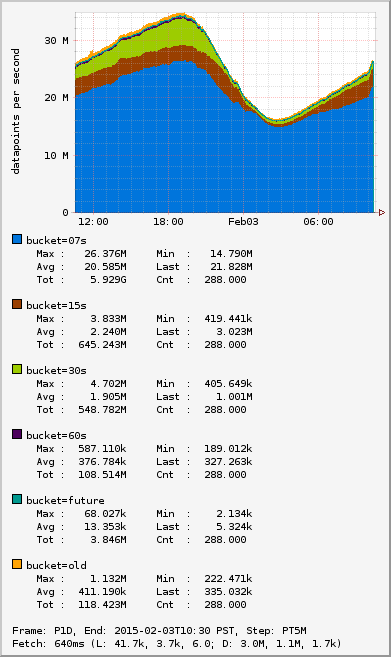 datapoints per second
30 M
20 M
10 M
0
12:00 18:00 Feb03 06:00
bucket=07s
Max : 26.376M Min : 14.790M
Avg : 20.585M Last : 21.828M
Tot : 5.929G Cnt : 288.000
bucket=15s
Max : 3.833M Min : 419.441k
Avg : 2.240M Last : 3.023M
Tot : 645.243M Cnt : 288.000
bucket=30s
Max : 4.702M Min : 405.649k
Avg : 1.905M Last : 1.001M
Tot : 548.782M Cnt : 288.000
bucket=60s
Max : 587.110k Min : 189.012k
Avg : 376.784k Last : 327.263k
Tot : 108.514M Cnt : 288.000
bucket=future
Max : 68.027k Min : 2.134k
Avg : 13.353k Last : 5.324k
Tot : 3.846M Cnt : 288.000
bucket=old
Max : 1.132M Min : 222.471k
Avg : 411.190k Last : 335.032k
Tot : 118.423M Cnt : 288.000
Frame: P1D, End: 2015-02-03T10:30 PST, Step: PT5M
Fetch: 640ms (L: 41.7k, 3.7k, 6.0; D: 3.0M, 1.1M, 1.7k)